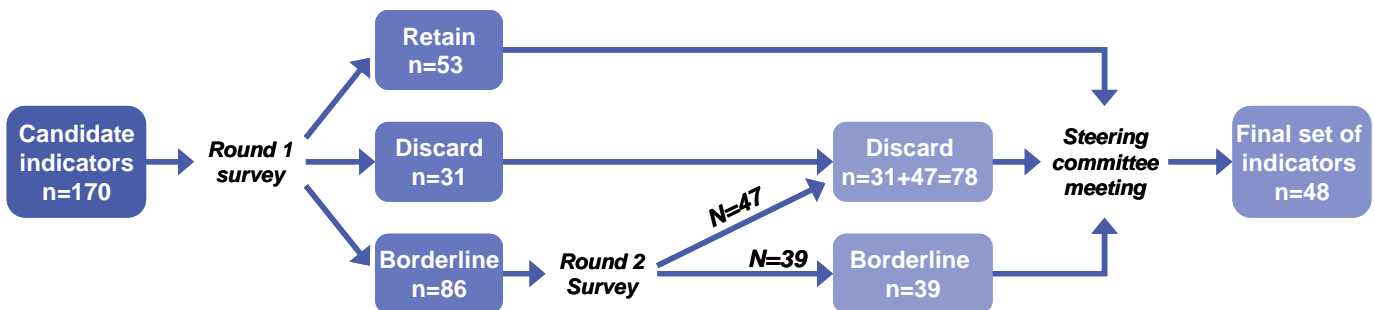 Candidate
indicators
n=170
Round 1
survey
Retain
n=53
Discard
n=31
Borderline
n=86
Round 2
Survey
N=47
N=39
Discard
n=31+47=78
Borderline
n=39
Steering
committee
meeting
Final set of
indicators
n=48